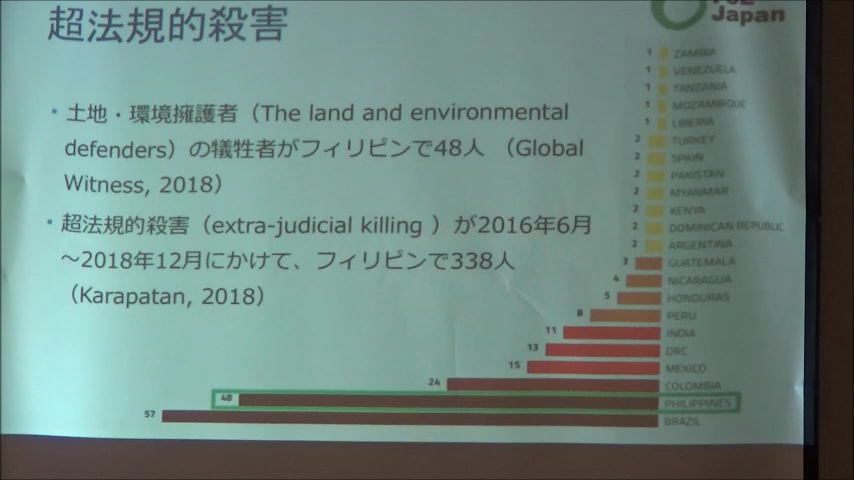 超法規的殺害
Japan
・土地・環境擁護者（The land and environmental
defenders）の犠牲者がフィリピンで48人 （Global
Witness, 2018）
・超法規的殺害（extra-judicial killing ）が2016年6月
～2018年12月にかけて、フィリピンで338人
（Karapatan, 2018）
1 ZAMBIA
1 VENEZUELA
1 TANZANIA
1 MOZAMBIQUE
1 LIBERIA
2 TURKEY
2 SPAIN
2 PAKISTAN
2 MYANMAR
2 KENYA
2 DOMINICAN REPUBLIC
2 ARGENTINA
3 GUATEMALA
4 NICARAGUA
5 HONDURAS
8 PERU
11 INDIA
13 DRC
15 MEXICO
24 COLOMBIA
48 PHILIPPINES
57 BRAZIL